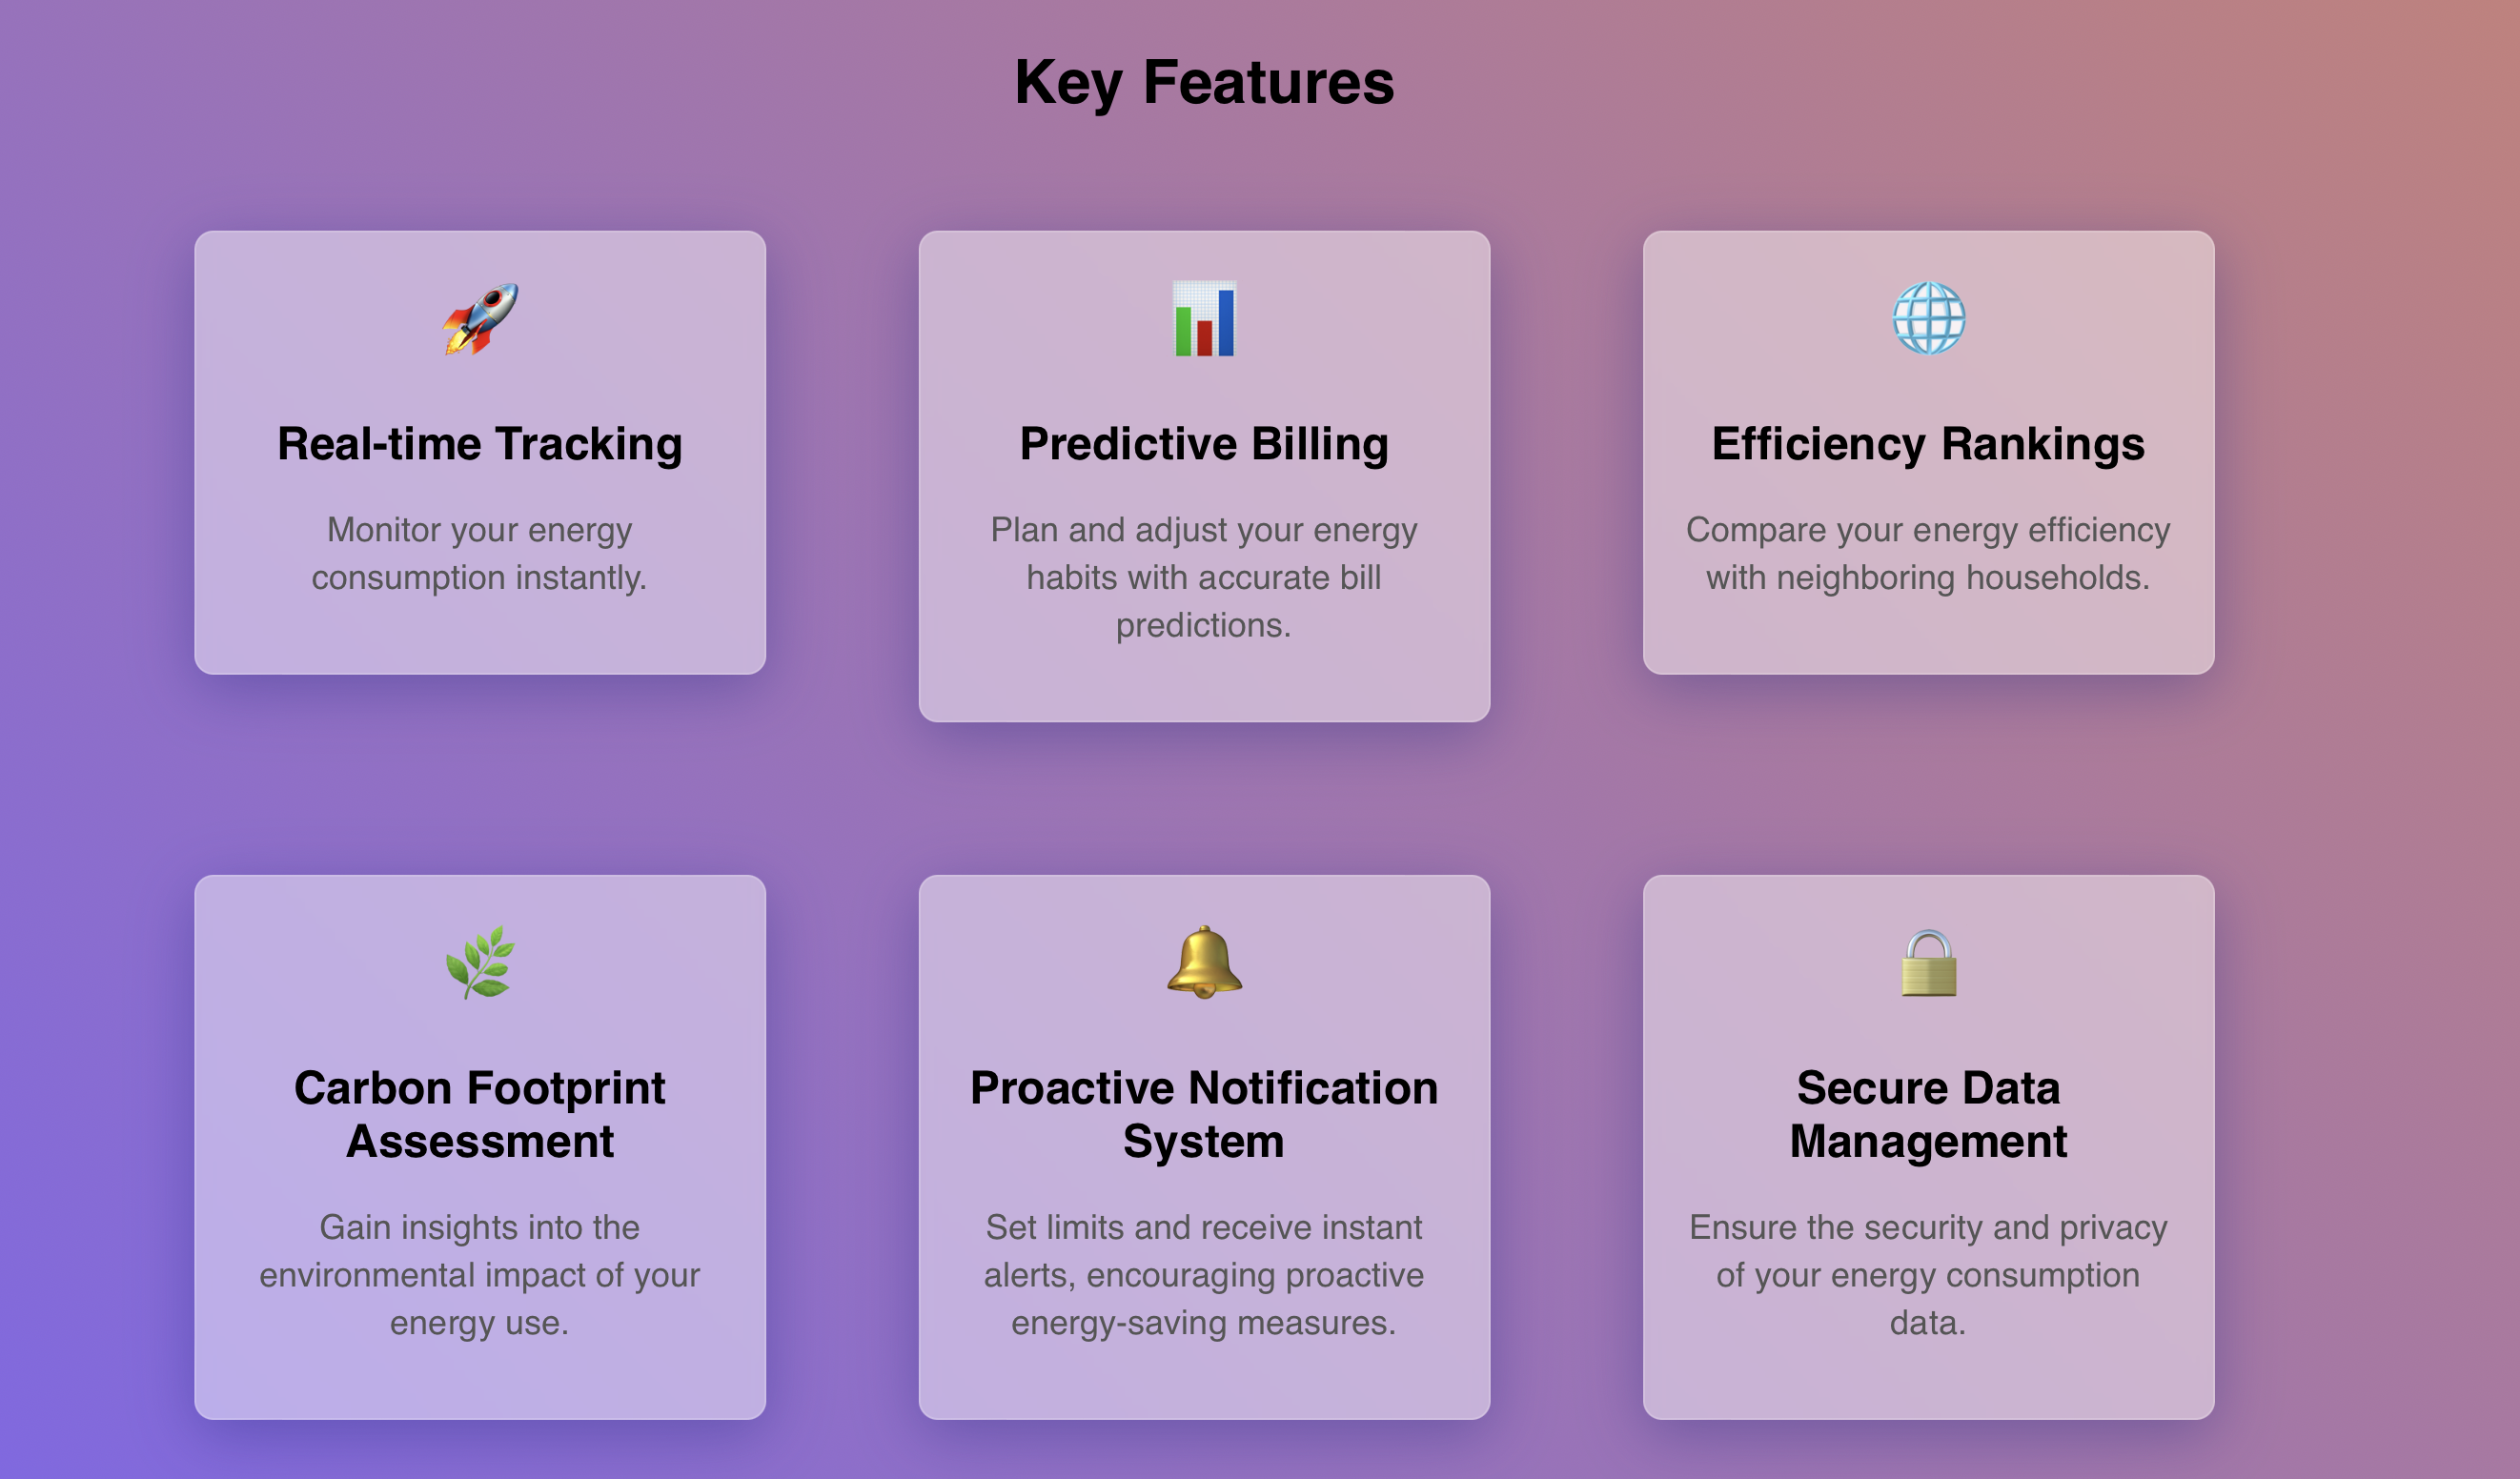 Key Features
Real-time Tracking
Monitor your energy
consumption instantly.
Predictive Billing
Plan and adjust your energy
habits with accurate bill
predictions.
Efficiency Rankings
Compare your energy efficiency
with neighboring households.
Carbon Footprint
Assessment
Gain insights into the
environmental impact of your
energy use.
Proactive Notification
System
Set limits and receive instant
alerts, encouraging proactive
energy-saving measures.
Secure Data
Management
Ensure the security and privacy
of your energy consumption
data.